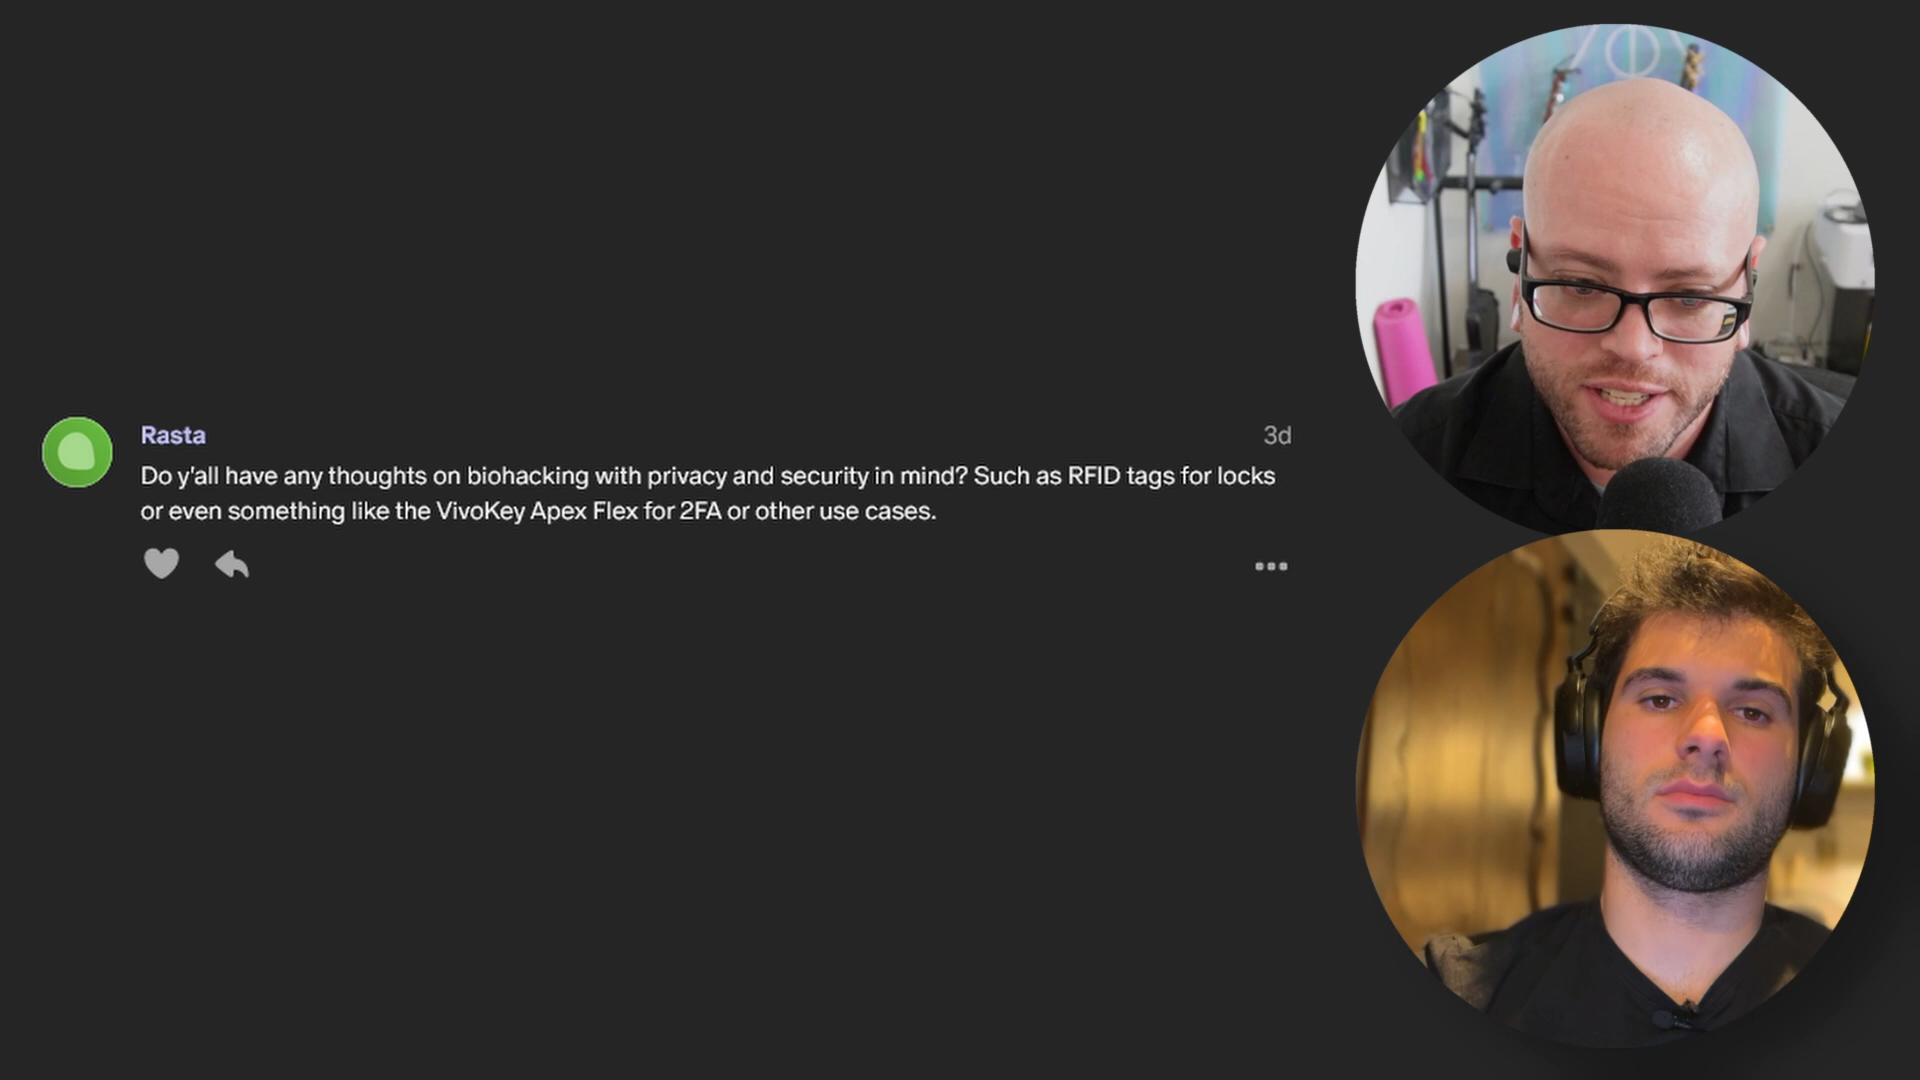 Rasta
3d
Do y'all have any thoughts on biohacking with privacy and security in mind? Such as RFID tags for locks
or even something like the VivoKey Apex Flex for 2FA or other use cases.